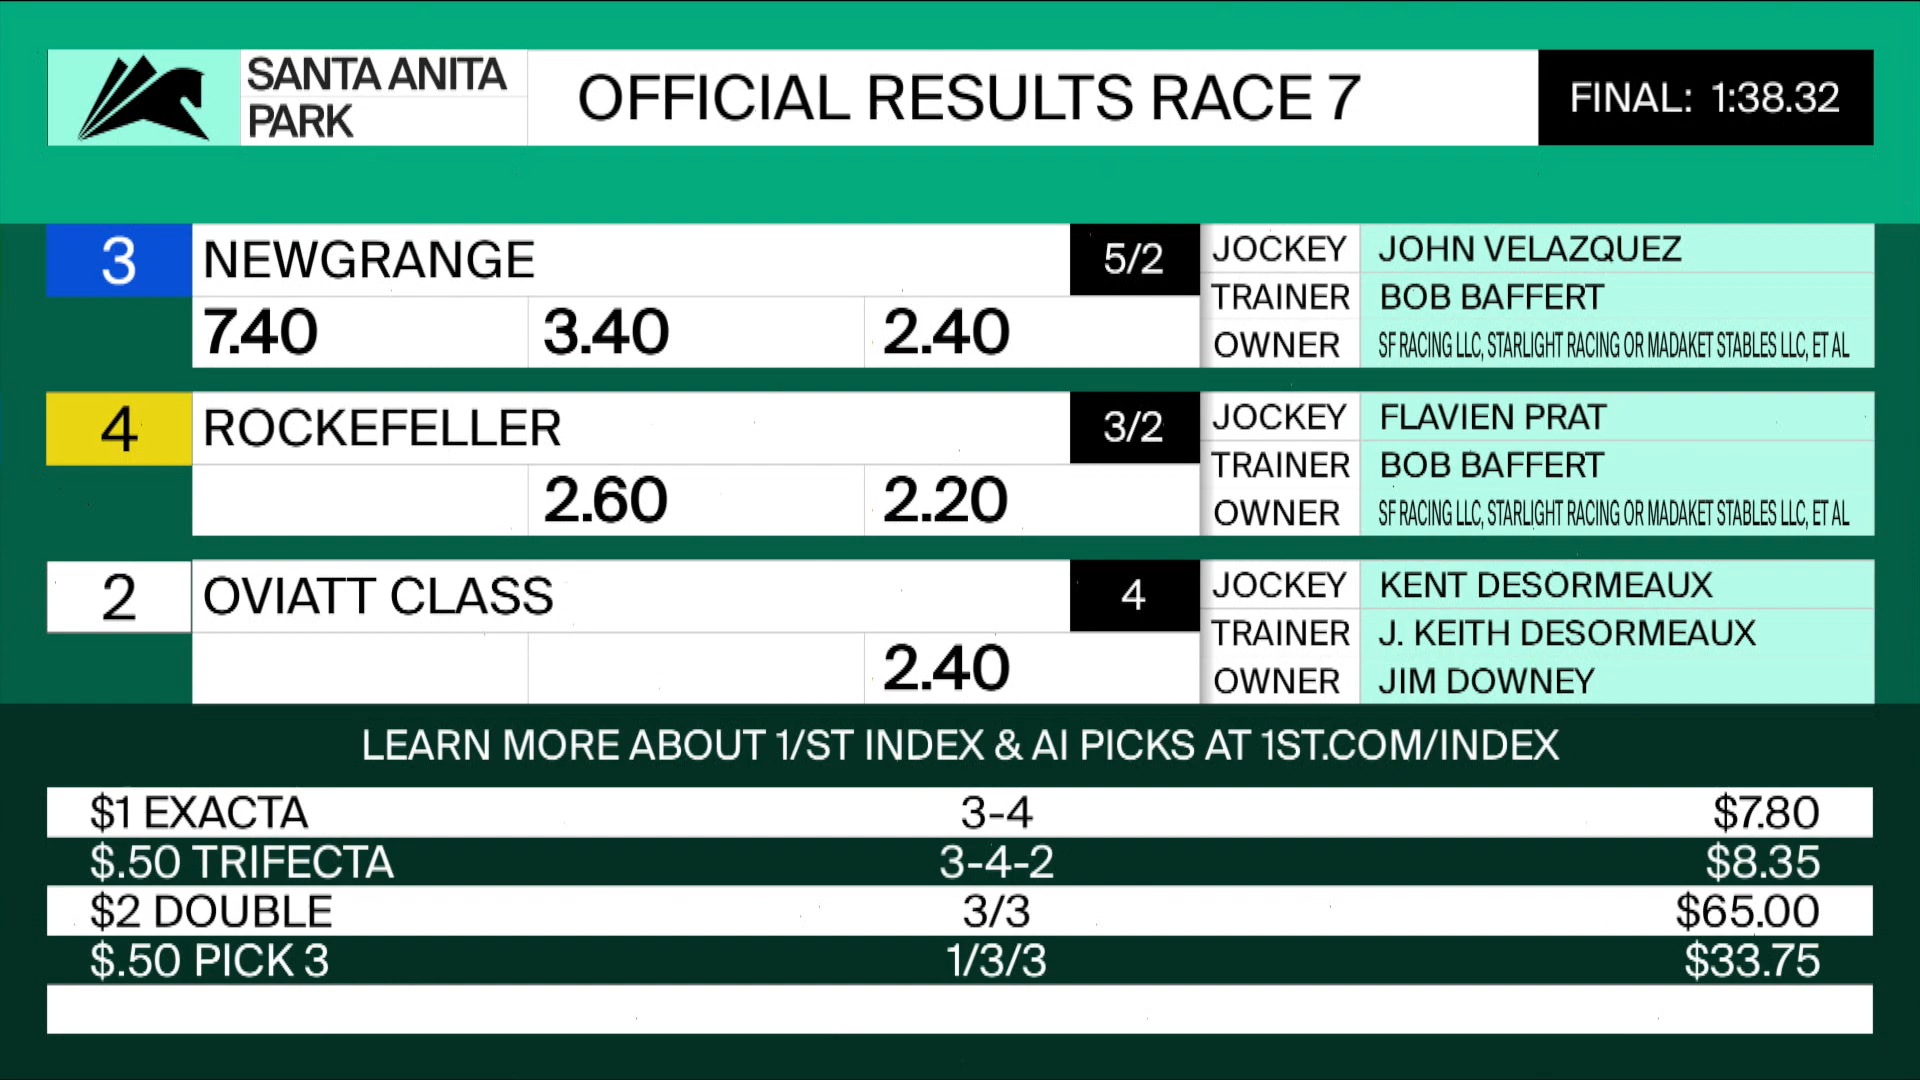 SANTA ANITA
PARK
OFFICIAL RESULTS RACE 7
FINAL: 1:38.32
3 NEWGRANGE 5/2
7.40 3.40 2.40
JOCKEY JOHN VELAZQUEZ
TRAINER BOB BAFFERT
OWNER SF RACING LLC, STARLIGHT RACING OR MADAKET STABLES LLC, ET AL
4 ROCKEFELLER 3/2
2.60 2.20
JOCKEY FLAVIEN PRAT
TRAINER BOB BAFFERT
OWNER SF RACING LLC, STARLIGHT RACING OR MADAKET STABLES LLC, ET AL
2 OVIATT CLASS 4
2.40
JOCKEY KENT DESORMEAUX
TRAINER J. KEITH DESORMEAUX
OWNER JIM DOWNEY
LEARN MORE ABOUT 1/ST INDEX & AI PICKS AT 1ST.COM/INDEX
$1 EXACTA 3-4 $7.80
$.50 TRIFECTA 3-4-2 $8.35
$2 DOUBLE 3/3 $65.00
$.50 PICK 3 1/3/3 $33.75